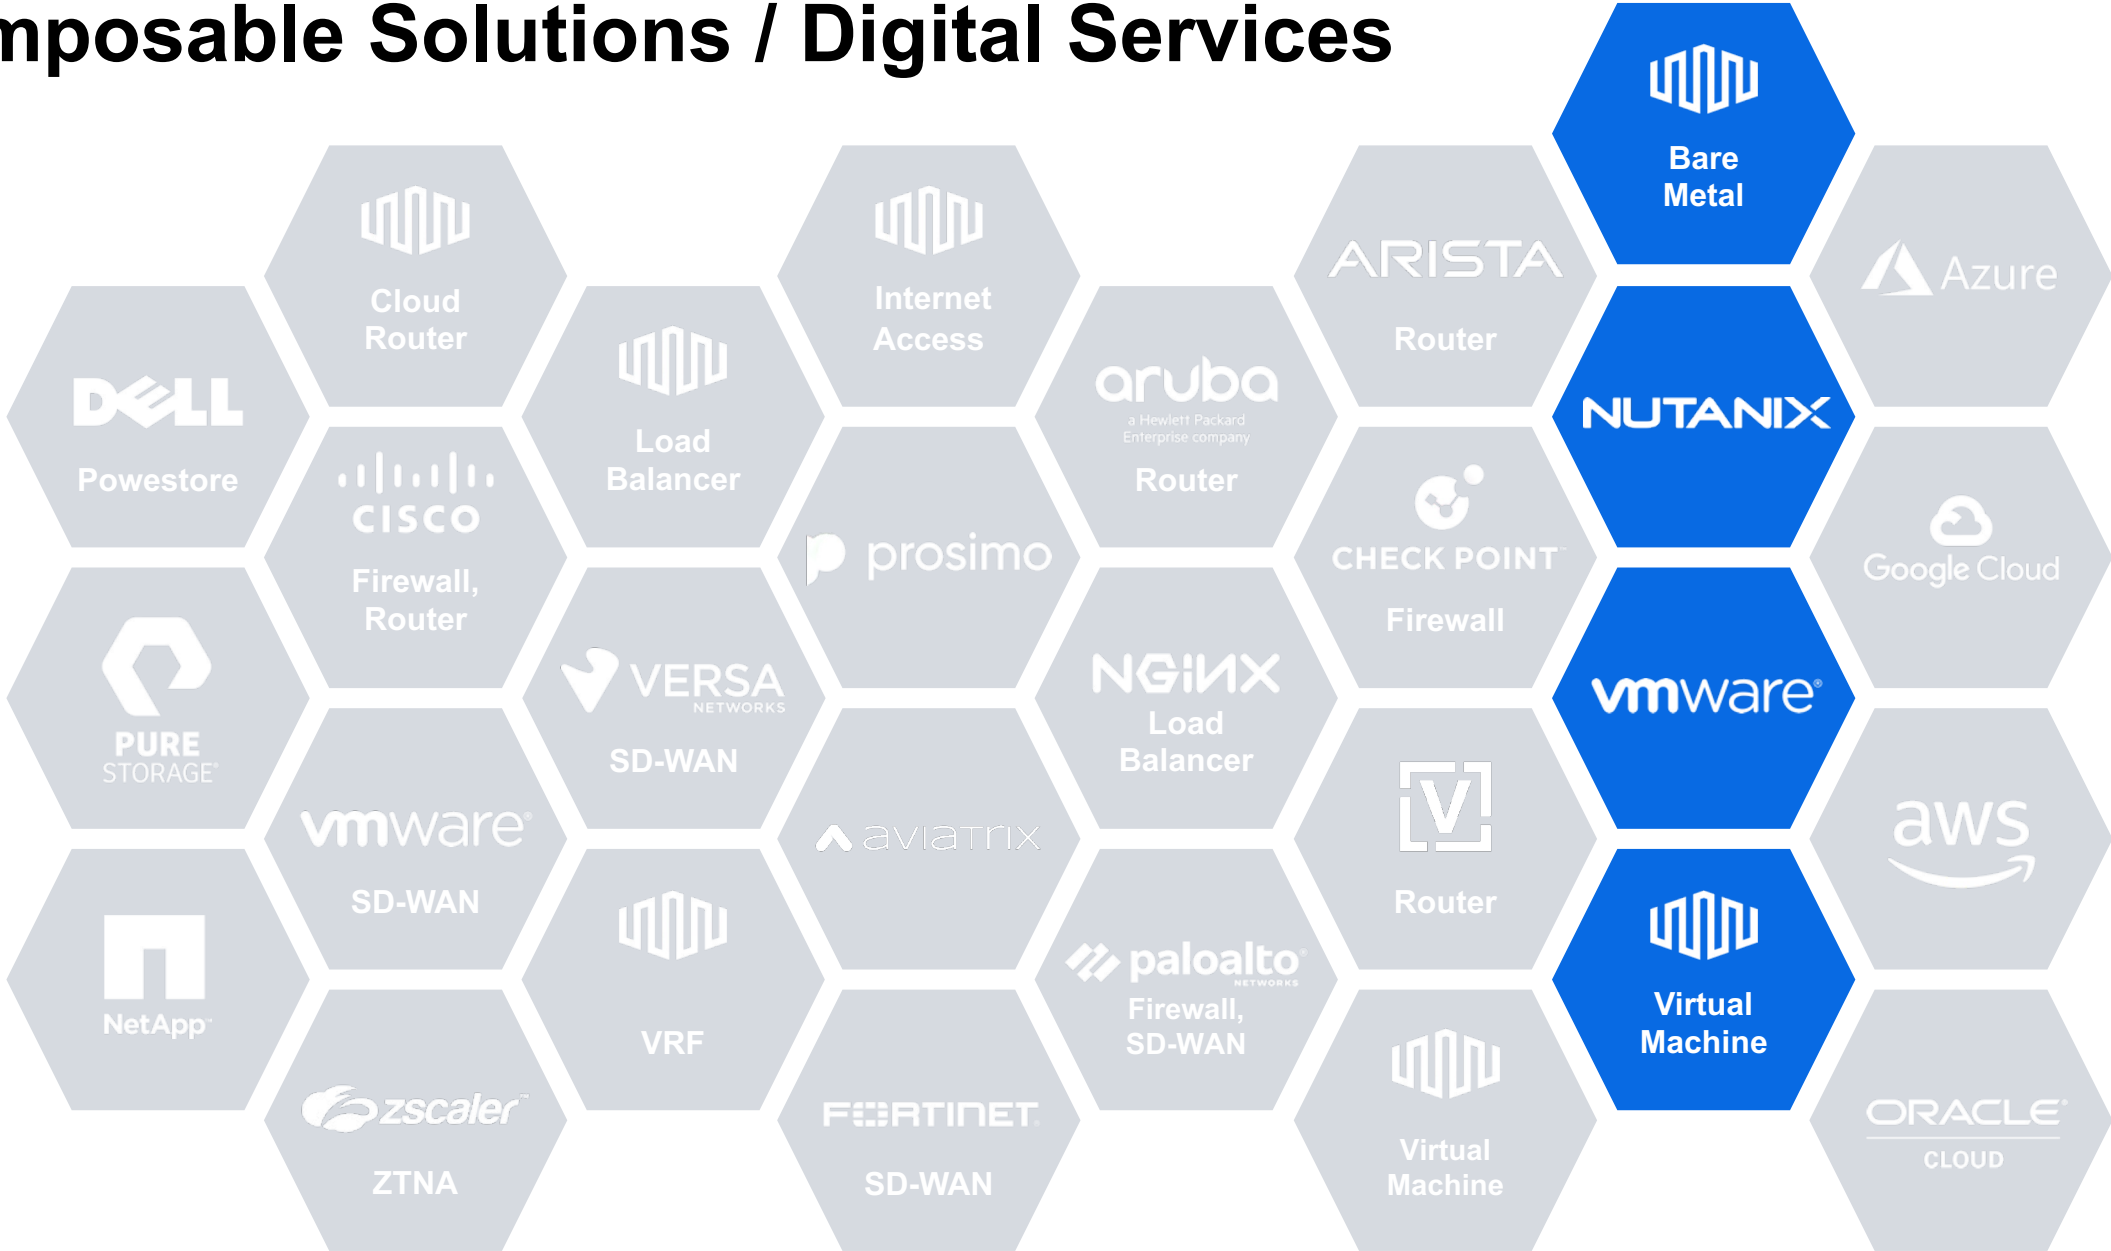 mposable Solutions / Digital Services
Bare
Metal
Cloud
Router
Internet
Access
ARISTA
Router
Azure
DELL
Powestore
Load
Balancer
aruba
a Hewlett Packard
Enterprise company
Router
NUTANIX
CISCO
Firewall,
Router
prosimo
CHECK POINT™
Firewall
Google Cloud
PURE
STORAGE®
VERSA
NETWORKS
SD-WAN
NGINX
Load
Balancer
vmware®
vmware®
SD-WAN
aviatrix
V
Router
aws
NetApp™
VRF
paloalto®
NETWORKS
Firewall,
SD-WAN
Virtual
Machine
zscaler™
ZTNA
FORTINET®
SD-WAN
Virtual
Machine
ORACLE®
CLOUD